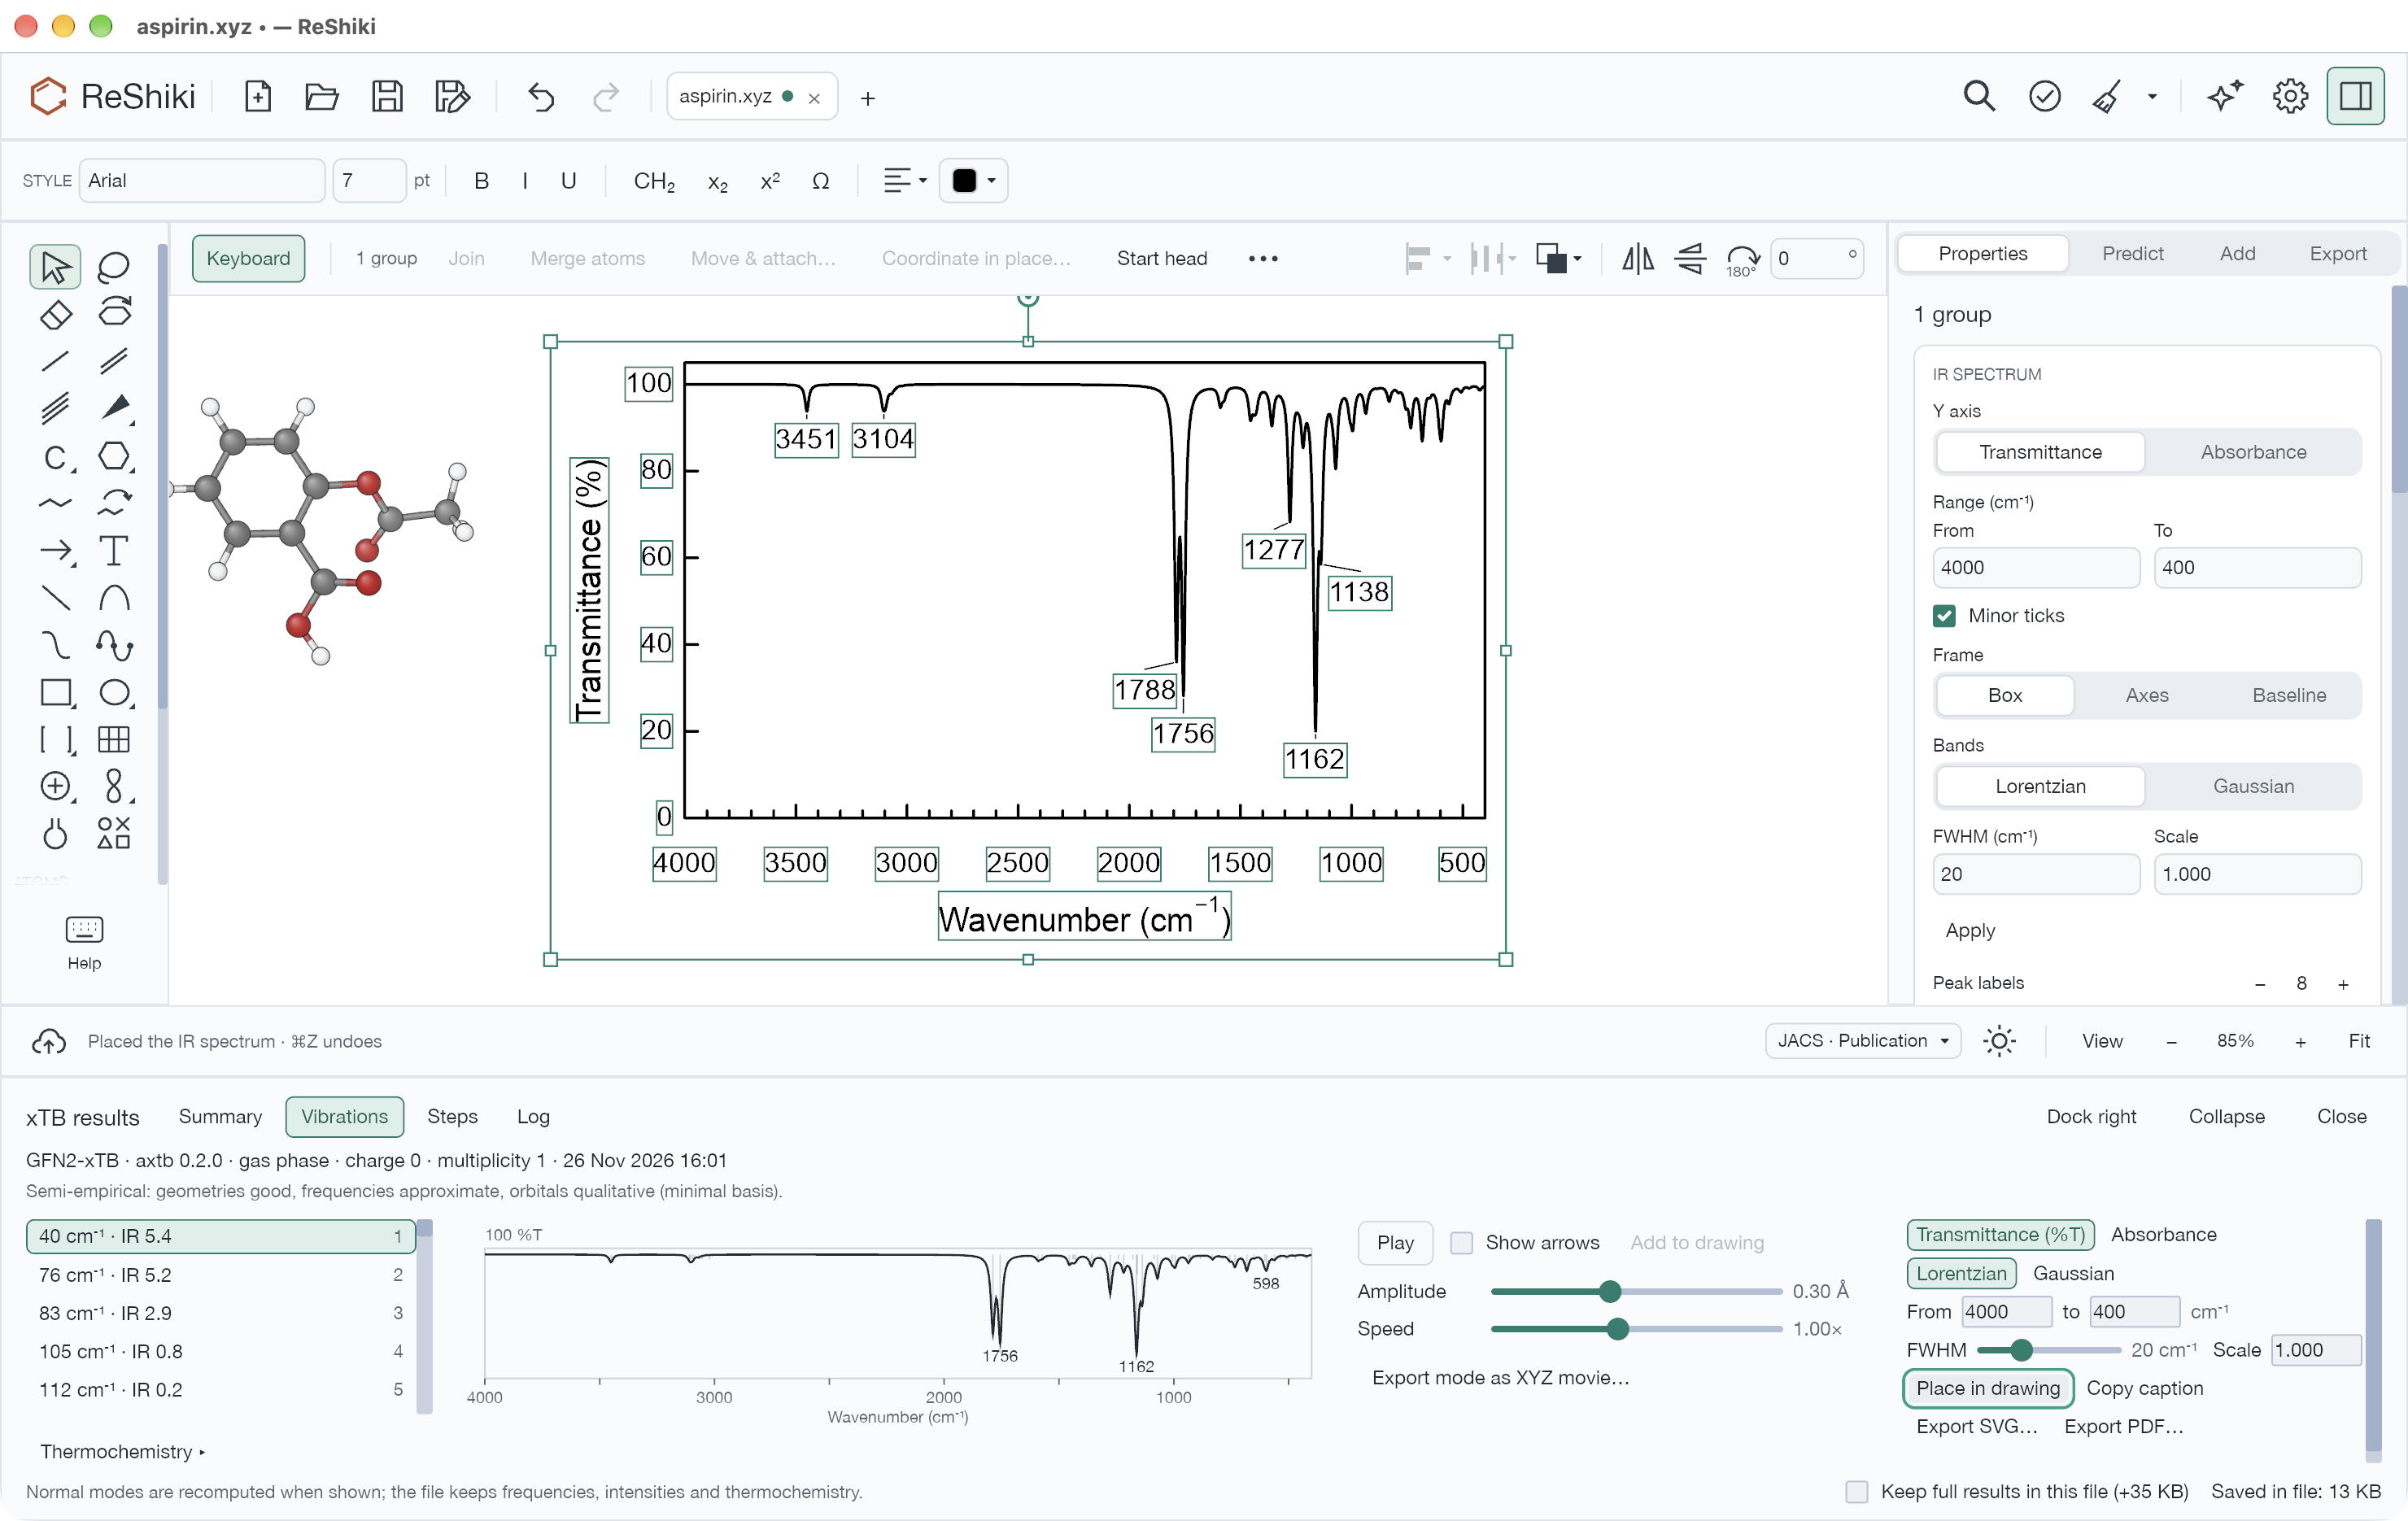 aspirin.xyz • — ReShiki
ReShiki
aspirin.xyz
STYLE Arial 7 pt B I U CH₂ x₂ x² Ω
Keyboard 1 group Join Merge atoms Move & attach… Coordinate in place… Start head ••• 180° 0 °
Properties Predict Add Export
C
T
Help
100
80
60
40
20
0
Transmittance (%)
3451 3104
1277
1138
1788
1756
1162
4000 3500 3000 2500 2000 1500 1000 500
Wavenumber (cm⁻¹)
1 group
IR SPECTRUM
Y axis
Transmittance Absorbance
Range (cm⁻¹)
From To
4000 400
Minor ticks
Frame
Box Axes Baseline
Bands
Lorentzian Gaussian
FWHM (cm⁻¹) Scale
20 1.000
Apply
Peak labels – 8 +
Placed the IR spectrum · ⌘Z undoes
JACS · Publication View – 85% + Fit
xTB results Summary Vibrations Steps Log Dock right Collapse Close
GFN2-xTB · axtb 0.2.0 · gas phase · charge 0 · multiplicity 1 · 26 Nov 2026 16:01
Semi-empirical: geometries good, frequencies approximate, orbitals qualitative (minimal basis).
40 cm⁻¹ · IR 5.4 1
76 cm⁻¹ · IR 5.2 2
83 cm⁻¹ · IR 2.9 3
105 cm⁻¹ · IR 0.8 4
112 cm⁻¹ · IR 0.2 5
Thermochemistry ▸
100 %T
598
1756
1162
4000 3000 2000 1000
Wavenumber (cm⁻¹)
Play Show arrows Add to drawing
Amplitude 0.30 Å
Speed 1.00×
Export mode as XYZ movie…
Transmittance (%T) Absorbance
Lorentzian Gaussian
From 4000 to 400 cm⁻¹
FWHM 20 cm⁻¹ Scale 1.000
Place in drawing Copy caption
Export SVG… Export PDF…
Normal modes are recomputed when shown; the file keeps frequencies, intensities and thermochemistry.
Keep full results in this file (+35 KB) Saved in file: 13 KB